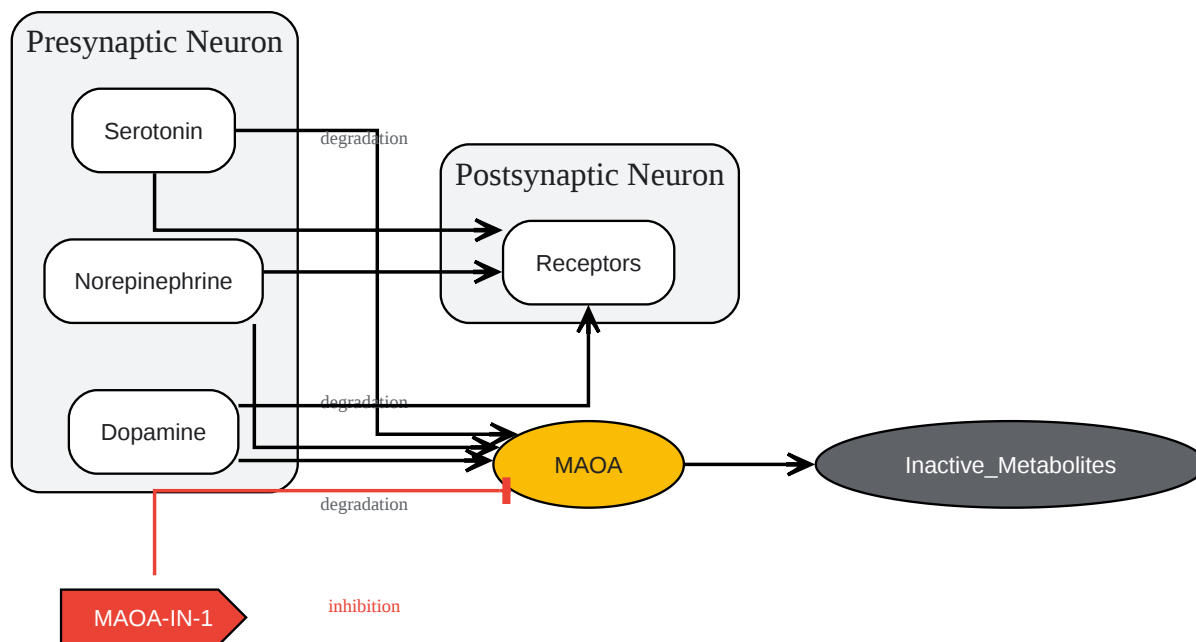 Presynaptic Neuron
Serotonin
degradation
Postsynaptic Neuron
Norepinephrine
Receptors
Dopamine
degradation
MAOA
Inactive_Metabolites
degradation
MAOA-IN-1
inhibition